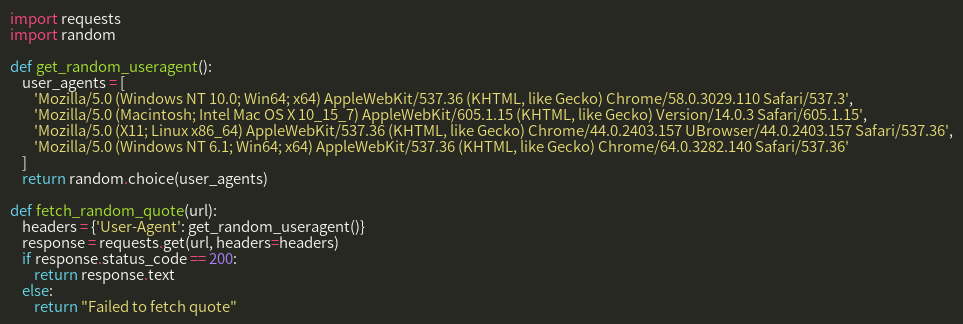 import requests
import random

def get_random_useragent():
    user_agents = [
        'Mozilla/5.0 (Windows NT 10.0; Win64; x64) AppleWebKit/537.36 (KHTML, like Gecko) Chrome/58.0.3029.110 Safari/537.3',
        'Mozilla/5.0 (Macintosh; Intel Mac OS X 10_15_7) AppleWebKit/605.1.15 (KHTML, like Gecko) Version/14.0.3 Safari/605.1.15',
        'Mozilla/5.0 (X11; Linux x86_64) AppleWebKit/537.36 (KHTML, like Gecko) Chrome/44.0.2403.157 UBrowser/44.0.2403.157 Safari/537.36',
        'Mozilla/5.0 (Windows NT 6.1; Win64; x64) AppleWebKit/537.36 (KHTML, like Gecko) Chrome/64.0.3282.140 Safari/537.36'
    ]
    return random.choice(user_agents)

def fetch_random_quote(url):
    headers = {'User-Agent': get_random_useragent()}
    response = requests.get(url, headers=headers)
    if response.status_code == 200:
        return response.text
    else:
        return "Failed to fetch quote"